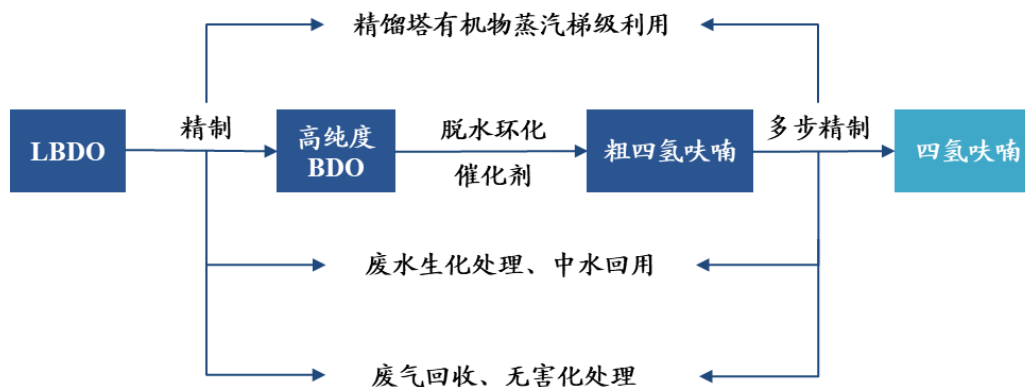 精馏塔有机物蒸汽梯级利用
LBDO
精制
高纯度
BDO
脱水环化
催化剂
粗四氢呋喃
多步精制
四氢呋喃
废水生化处理、中水回用
废气回收、无害化处理